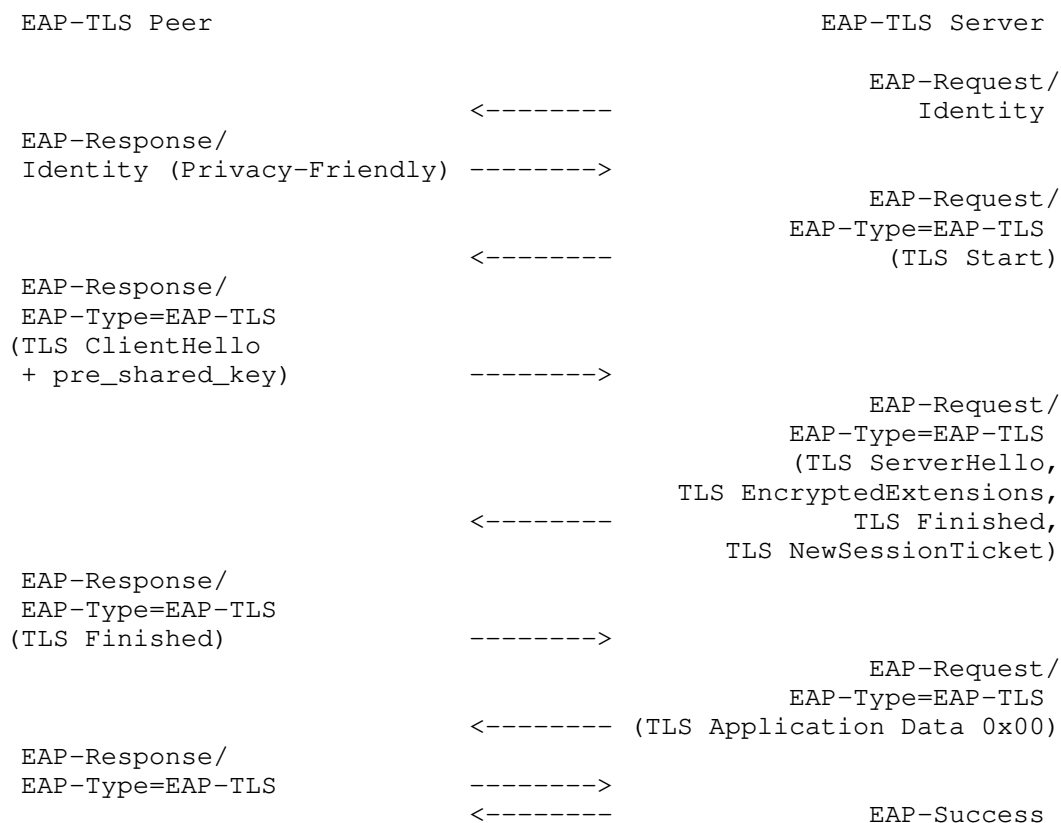 EAP-TLS Peer                                      EAP-TLS Server

                                                     EAP-Request/
                             <--------                  Identity
 EAP-Response/
 Identity (Privacy-Friendly) -------->
                                                     EAP-Request/
                                                EAP-Type=EAP-TLS
                             <--------                (TLS Start)
 EAP-Response/
 EAP-Type=EAP-TLS
(TLS ClientHello
 + pre_shared_key)           -------->
                                                     EAP-Request/
                                                EAP-Type=EAP-TLS
                                                (TLS ServerHello,
                                         TLS EncryptedExtensions,
                             <--------              TLS Finished,
                                            TLS NewSessionTicket)
 EAP-Response/
 EAP-Type=EAP-TLS
(TLS Finished)               -------->
                                                     EAP-Request/
                                                EAP-Type=EAP-TLS
                             <-------- (TLS Application Data 0x00)
 EAP-Response/
 EAP-Type=EAP-TLS            -------->
                             <--------               EAP-Success